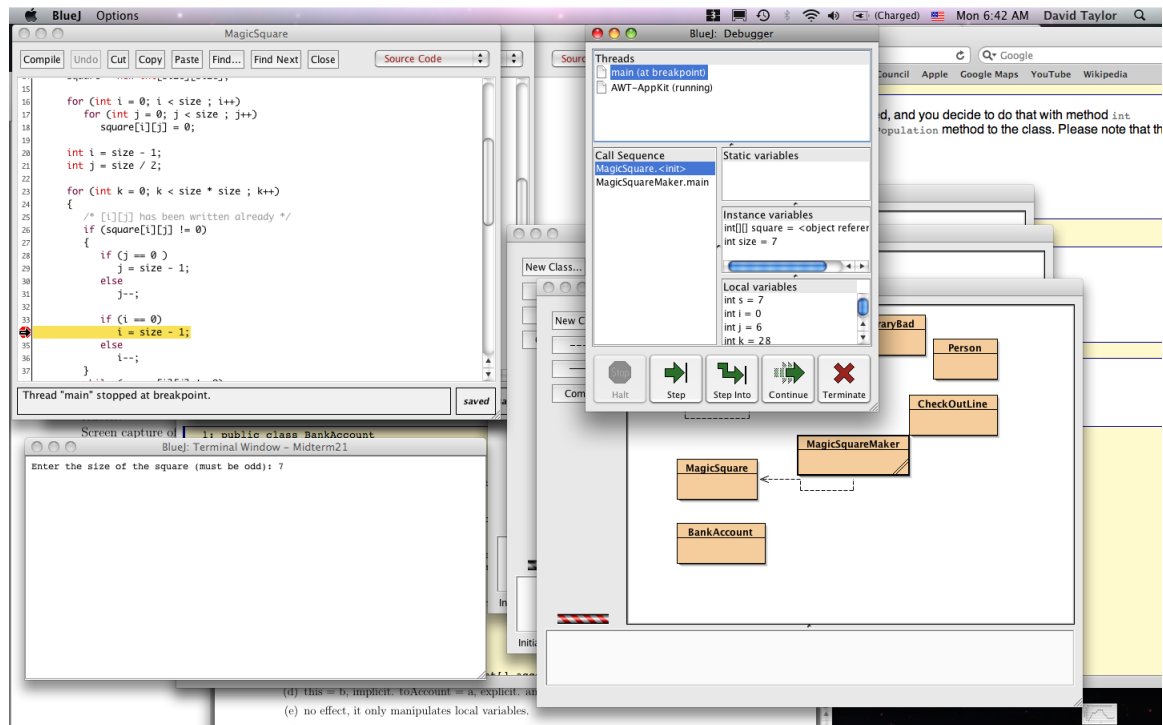 BlueJ Options
(Charged) Mon 6:42 AM David Taylor
MagicSquare
Compile Undo Cut Copy Paste Find... Find Next Close Source Code
15
16 for (int i = 0; i < size ; i++)
17 for (int j = 0; j < size ; j++)
18 square[i][j] = 0;
19
20 int i = size - 1;
21 int j = size / 2;
22
23 for (int k = 0; k < size * size ; k++)
24 {
25 /* [i][j] has been written already */
26 if (square[i][j] != 0)
27 {
28 if (j == 0 )
29 j = size - 1;
30 else
31 j--;
32
33 if (i == 0)
i = size - 1;
35 else
36 i--;
37 }
Thread "main" stopped at breakpoint.
saved
BlueJ: Debugger
Threads
main (at breakpoint)
AWT-AppKit (running)
Call Sequence
MagicSquare.<init>
MagicSquareMaker.main
Static variables
Instance variables
int[][] square = <object referer
int size = 7
Local variables
int s = 7
int i = 0
int j = 6
int k = 28
Halt Step Step Into Continue Terminate
Google
Council Apple Google Maps YouTube Wikipedia
ed, and you decide to do that with method int
Population method to the class. Please note that th
New Class...
New C
Com
raryBad
Person
CheckOutLine
MagicSquareMaker
MagicSquare
BankAccount
Screen capture of
1: public class BankAccount
BlueJ: Terminal Window - Midterm21
Enter the size of the square (must be odd): 7
Initia
(d) this = b, implicit. toAccount = a, explicit. an
(e) no effect, it only manipulates local variables.